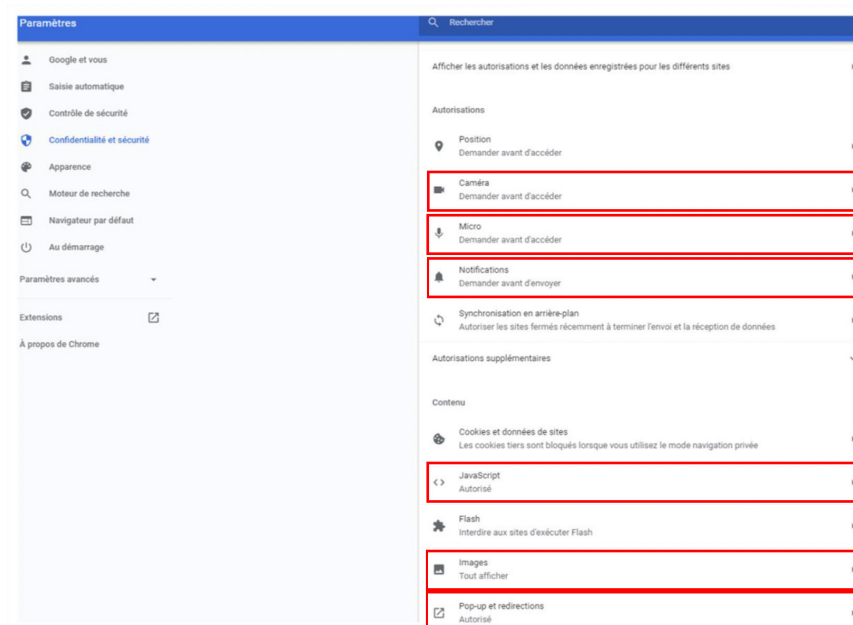 Paramètres
Rechercher
Google et vous
Saisie automatique
Contrôle de sécurité
Confidentialité et sécurité
Apparence
Moteur de recherche
Navigateur par défaut
Au démarrage
Paramètres avancés
Extensions
À propos de Chrome
Afficher les autorisations et les données enregistrées pour les différents sites
Autorisations
Position
Demander avant d'accéder
Caméra
Demander avant d'accéder
Micro
Demander avant d'accéder
Notifications
Demander avant d'envoyer
Synchronisation en arrière-plan
Autoriser les sites fermés récemment à terminer l'envoi et la réception de données
Autorisations supplémentaires
Contenu
Cookies et données de sites
Les cookies tiers sont bloqués lorsque vous utilisez le mode navigation privée
JavaScript
Autorisé
Flash
Interdire aux sites d'exécuter Flash
Images
Tout afficher
Pop-up et redirections
Autorisé